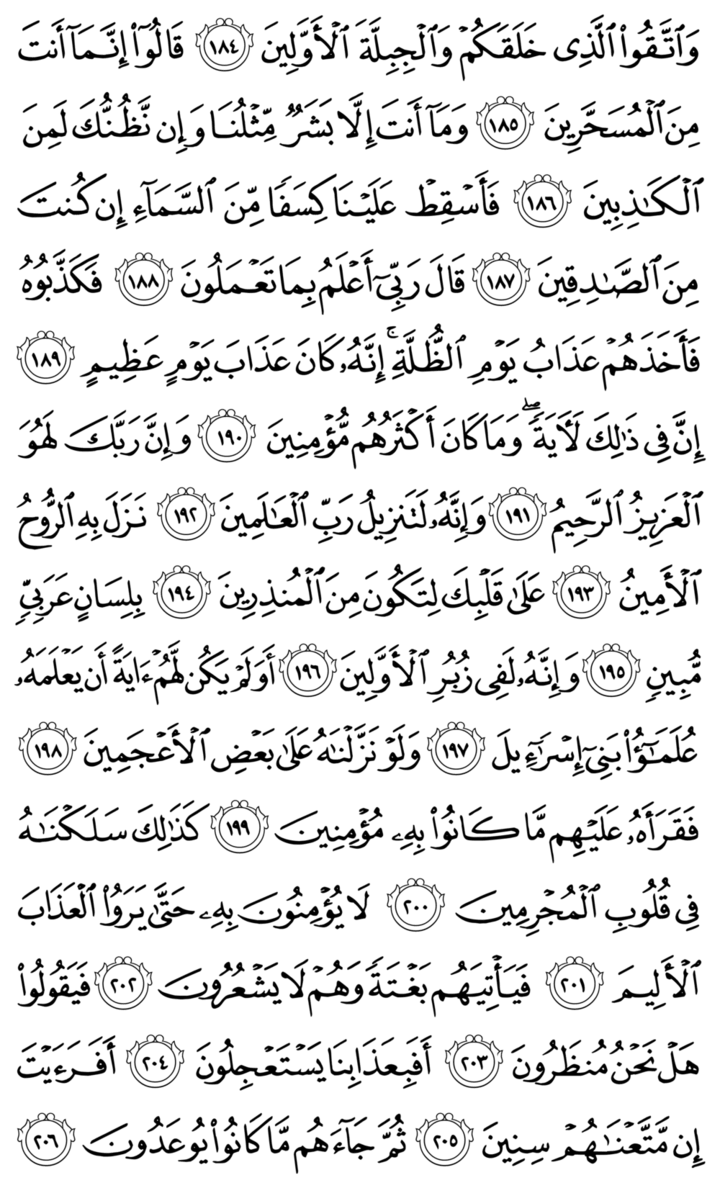 وَٱتَّقُوا۟ ٱلَّذِى خَلَقَكُمْ وَٱلْجِبِلَّةَ ٱلْأَوَّلِينَ ١٨٤ قَالُوٓا۟ إِنَّمَآ أَنتَ
مِنَ ٱلْمُسَحَّرِينَ ١٨٥ وَمَآ أَنتَ إِلَّا بَشَرٌ مِّثْلُنَا وَإِن نَّظُنُّكَ لَمِنَ
ٱلْكَـٰذِبِينَ ١٨٦ فَأَسْقِطْ عَلَيْنَا كِسَفًا مِّنَ ٱلسَّمَآءِ إِن كُنتَ
مِنَ ٱلصَّـٰدِقِينَ ١٨٧ قَالَ رَبِّىٓ أَعْلَمُ بِمَا تَعْمَلُونَ ١٨٨ فَكَذَّبُوهُ
فَأَخَذَهُمْ عَذَابُ يَوْمِ ٱلظُّلَّةِ ۚ إِنَّهُۥ كَانَ عَذَابَ يَوْمٍ عَظِيمٍ ١٨٩
إِنَّ فِى ذَٰلِكَ لَـَٔايَةً ۖ وَمَا كَانَ أَكْثَرُهُم مُّؤْمِنِينَ ١٩٠ وَإِنَّ رَبَّكَ لَهُوَ
ٱلْعَزِيزُ ٱلرَّحِيمُ ١٩١ وَإِنَّهُۥ لَتَنزِيلُ رَبِّ ٱلْعَـٰلَمِينَ ١٩٢ نَزَلَ بِهِ ٱلرُّوحُ
ٱلْأَمِينُ ١٩٣ عَلَىٰ قَلْبِكَ لِتَكُونَ مِنَ ٱلْمُنذِرِينَ ١٩٤ بِلِسَانٍ عَرَبِىٍّ
مُّبِينٍ ١٩٥ وَإِنَّهُۥ لَفِى زُبُرِ ٱلْأَوَّلِينَ ١٩٦ أَوَلَمْ يَكُن لَّهُمْ ءَايَةً أَن يَعْلَمَهُۥ
عُلَمَـٰٓؤُا۟ بَنِىٓ إِسْرَٰٓءِيلَ ١٩٧ وَلَوْ نَزَّلْنَـٰهُ عَلَىٰ بَعْضِ ٱلْأَعْجَمِينَ ١٩٨
فَقَرَأَهُۥ عَلَيْهِم مَّا كَانُوا۟ بِهِۦ مُؤْمِنِينَ ١٩٩ كَذَٰلِكَ سَلَكْنَـٰهُ
فِى قُلُوبِ ٱلْمُجْرِمِينَ ٢٠٠ لَا يُؤْمِنُونَ بِهِۦ حَتَّىٰ يَرَوُا۟ ٱلْعَذَابَ
ٱلْأَلِيمَ ٢٠١ فَيَأْتِيَهُم بَغْتَةً وَهُمْ لَا يَشْعُرُونَ ٢٠٢ فَيَقُولُوا۟
هَلْ نَحْنُ مُنظَرُونَ ٢٠٣ أَفَبِعَذَابِنَا يَسْتَعْجِلُونَ ٢٠٤ أَفَرَءَيْتَ
إِن مَّتَّعْنَـٰهُمْ سِنِينَ ٢٠٥ ثُمَّ جَآءَهُم مَّا كَانُوا۟ يُوعَدُونَ ٢٠٦